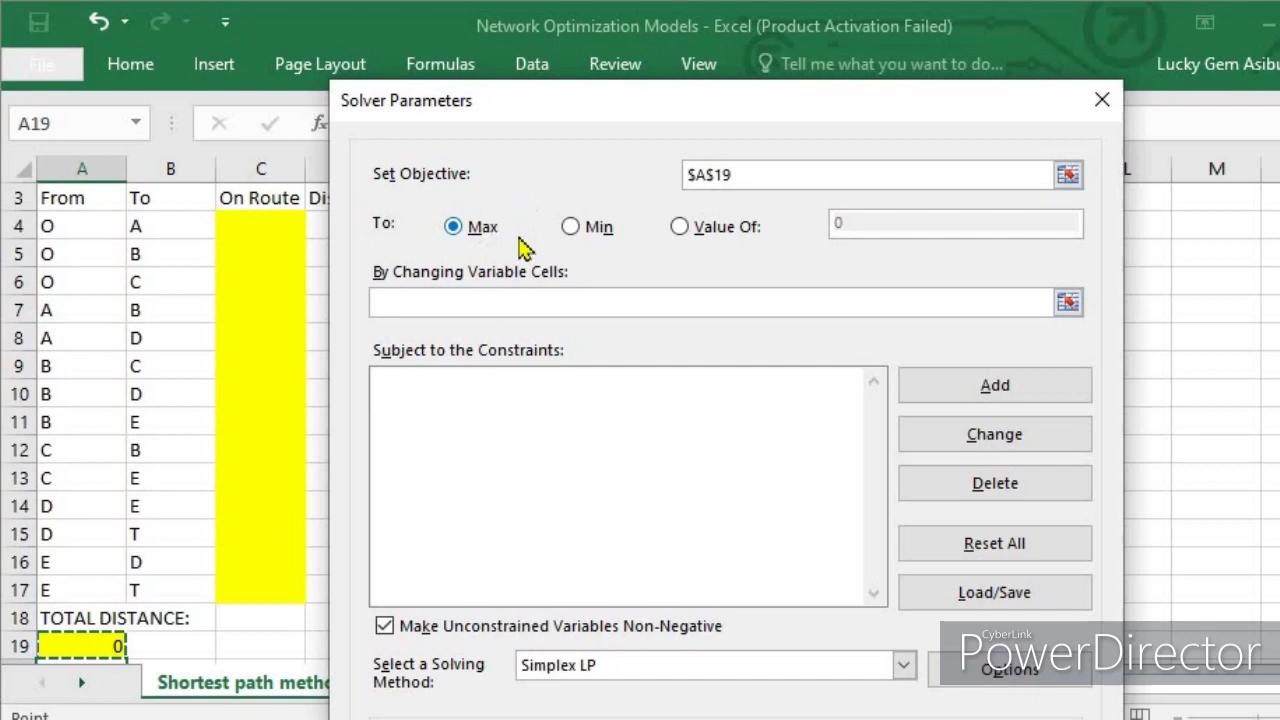 Network Optimization Models - Excel (Product Activation Failed)
File Home Insert Page Layout Formulas Data Review View Tell me what you want to do... Lucky Gem Asibu
A19 fx
Solver Parameters
A B C L M
3 From To On Route Dis
4 O A
5 O B
6 O C
7 A B
8 A D
9 B C
10 B D
11 B E
12 C B
13 C E
14 D E
15 D T
16 E D
17 E T
18 TOTAL DISTANCE:
19 0
Shortest path metho
Point
Set Objective: $A$19
To: Max Min Value Of: 0
By Changing Variable Cells:
Subject to the Constraints:
Add
Change
Delete
Reset All
Load/Save
Make Unconstrained Variables Non-Negative
Select a Solving
Method:
Simplex LP
Options
CyberLink
PowerDirector